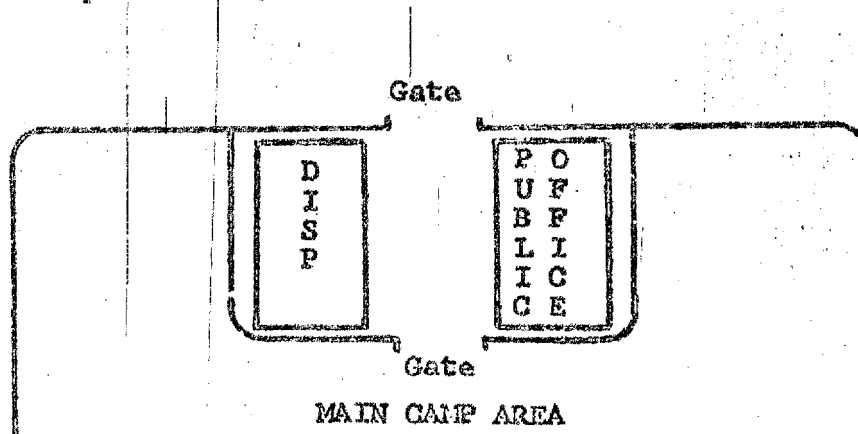 Gate
DISP
PUBLIC
OFFICE
Gate
MAIN CAMP AREA